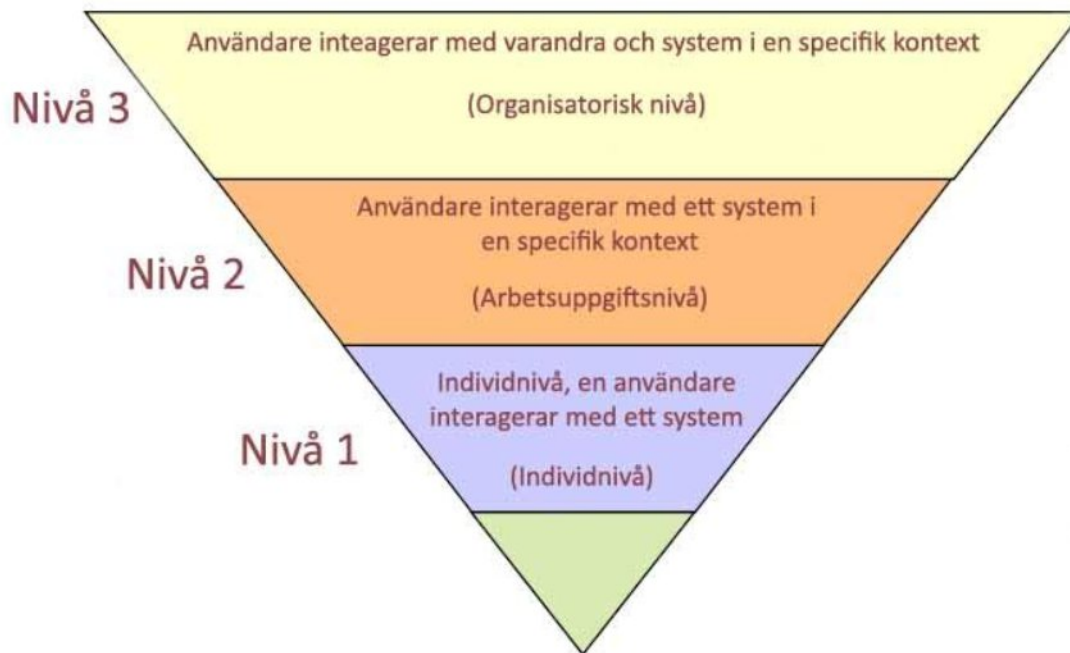 Användare inteagerar med varandra och system i en specifik kontext
(Organisatorisk nivå)
Nivå 3
Användare interagerar med ett system i
en specifik kontext
(Arbetsuppgiftsnivå)
Nivå 2
Individnivå, en användare
interagerar med ett system
(Individnivå)
Nivå 1